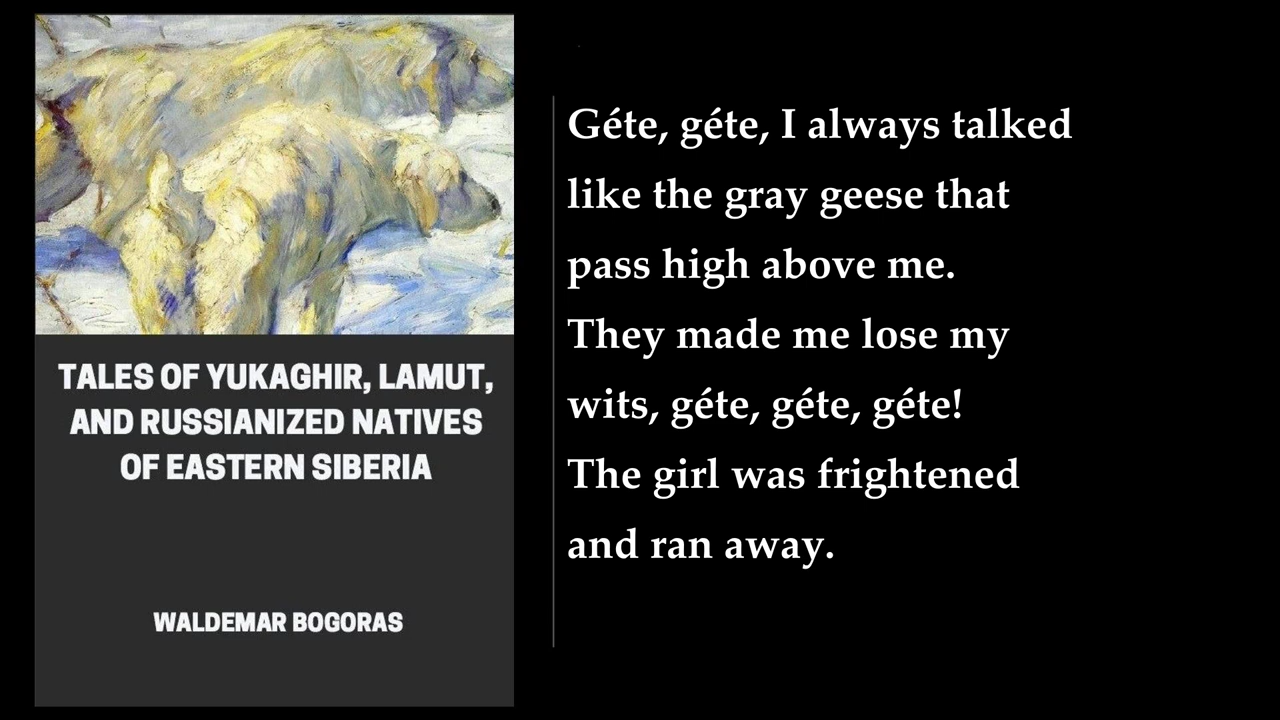 TALES OF YUKAGHIR, LAMUT,
AND RUSSIANIZED NATIVES
OF EASTERN SIBERIA
WALDEMAR BOGORAS
Géte, géte, I always talked
like the gray geese that
pass high above me.
They made me lose my
wits, géte, géte, géte!
The girl was frightened
and ran away.